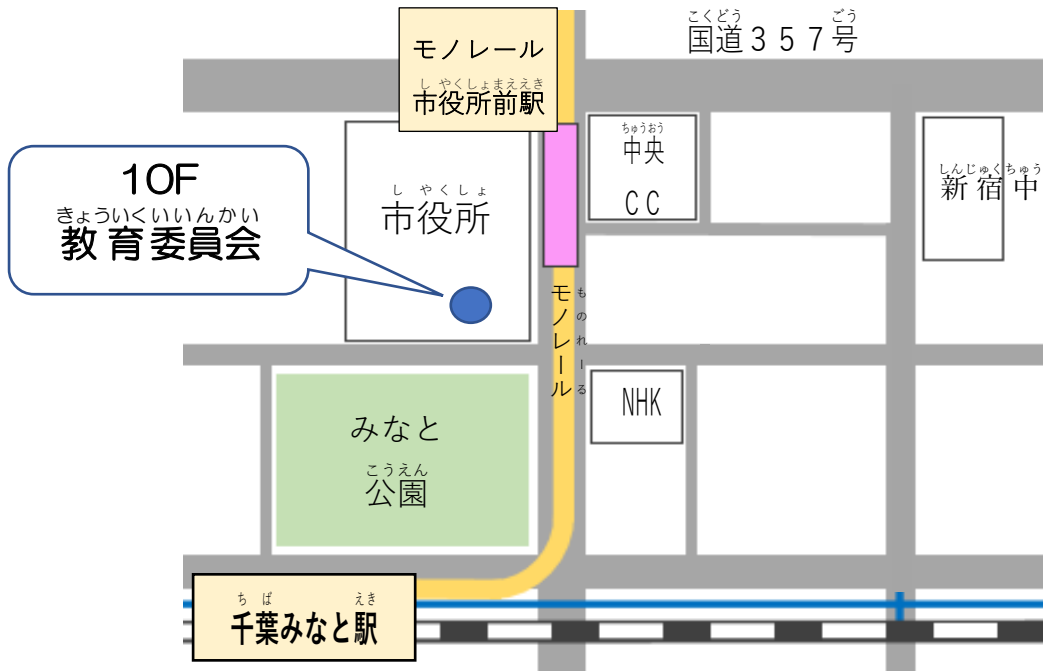 こくどう ごう
国道３５７号
モノレール
しやくしょまええき
市役所前駅
ちゅうおう
中央
ＣＣ
しんじゅくちゅう
新宿中
10F
きょういくいいんかい
教育委員会
しやくしょ
市役所
モノレール
ものれーる
NHK
みなと
こうえん
公園
ちば えき
千葉みなと駅